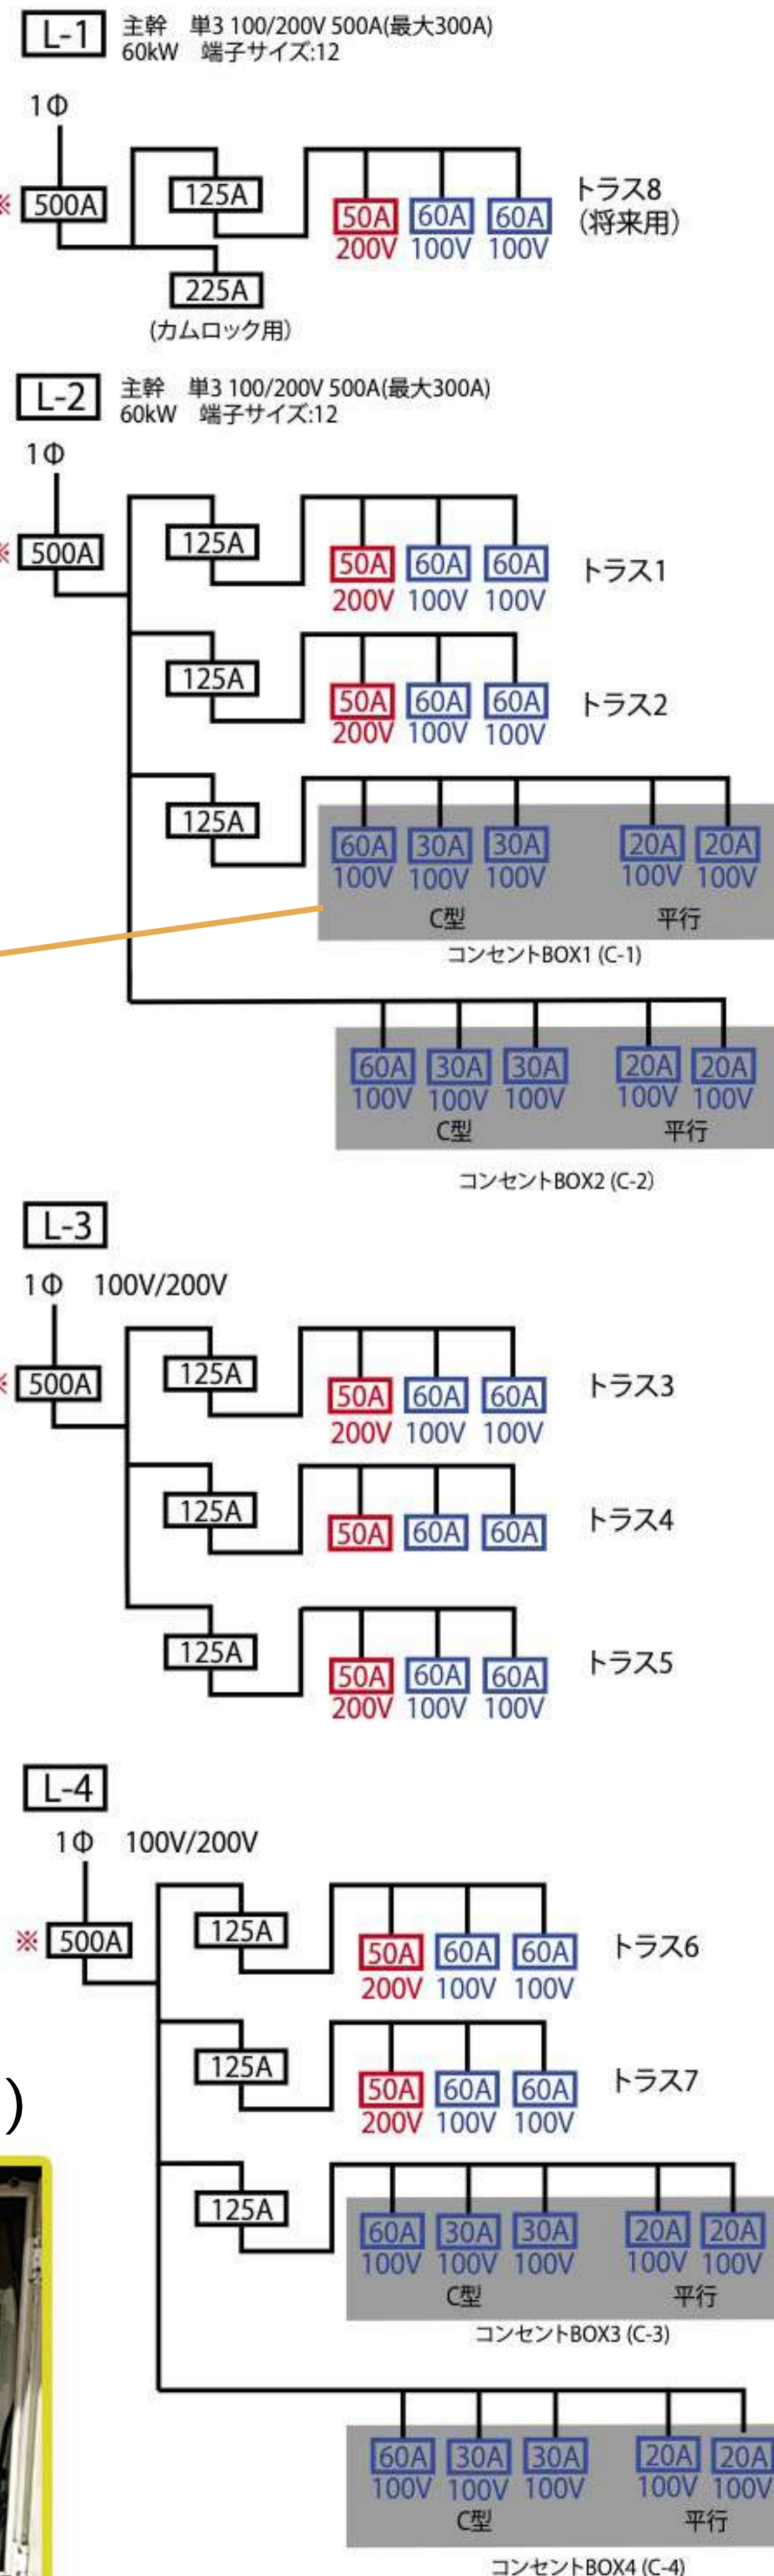 L-1 主幹 単3 100/200V 500A(最大300A)
60kW 端子サイズ:12
1Φ
※ 500A
125A
50A 60A 60A
200V 100V 100V
トラス8
（将来用）
225A
(カムロック用）
L-2 主幹 単3 100/200V 500A(最大300A)
60kW 端子サイズ:12
1Φ
※ 500A
125A
50A 60A 60A
200V 100V 100V
トラス1
125A
50A 60A 60A
200V 100V 100V
トラス2
125A
60A 30A 30A 20A 20A
100V 100V 100V 100V 100V
C型 平行
コンセントBOX1 (C-1)
60A 30A 30A 20A 20A
100V 100V 100V 100V 100V
C型 平行
コンセントBOX2 (C-2）
L-3
1Φ 100V/200V
※ 500A
125A
50A 60A 60A
200V 100V 100V
トラス3
125A
50A 60A 60A
トラス4
125A
50A 60A 60A
200V 100V 100V
トラス5
L-4
1Φ 100V/200V
※ 500A
125A
50A 60A 60A
200V 100V 100V
トラス6
125A
50A 60A 60A
200V 100V 100V
トラス7
)
125A
60A 30A 30A 20A 20A
100V 100V 100V 100V 100V
C型 平行
コンセントBOX3 (C-3)
60A 30A 30A 20A 20A
100V 100V 100V 100V 100V
C型 平行
コンセントBOX4 (C-4)